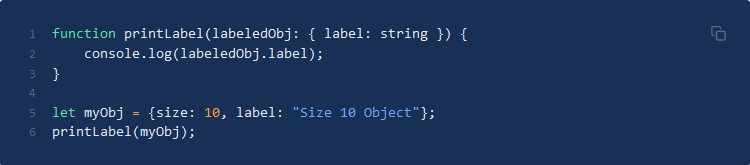 1 function printLabel(labeledObj: { label: string }) {
2     console.log(labeledObj.label);
3 }
4
5 let myObj = {size: 10, label: "Size 10 Object"};
6 printLabel(myObj);